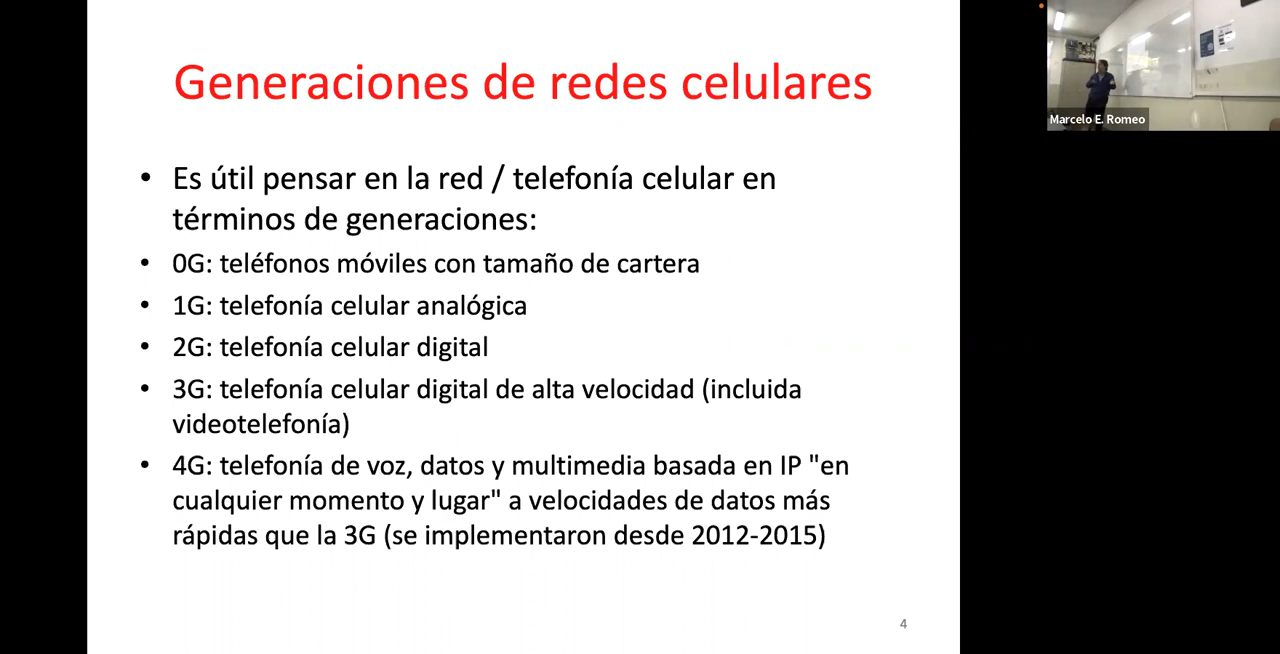 Generaciones de redes celulares
• Es útil pensar en la red / telefonía celular en
términos de generaciones:
• 0G: teléfonos móviles con tamaño de cartera
• 1G: telefonía celular analógica
• 2G: telefonía celular digital
• 3G: telefonía celular digital de alta velocidad (incluida
videotelefonía)
• 4G: telefonía de voz, datos y multimedia basada en IP "en
cualquier momento y lugar" a velocidades de datos más
rápidas que la 3G (se implementaron desde 2012-2015)
4
Marcelo E. Romeo